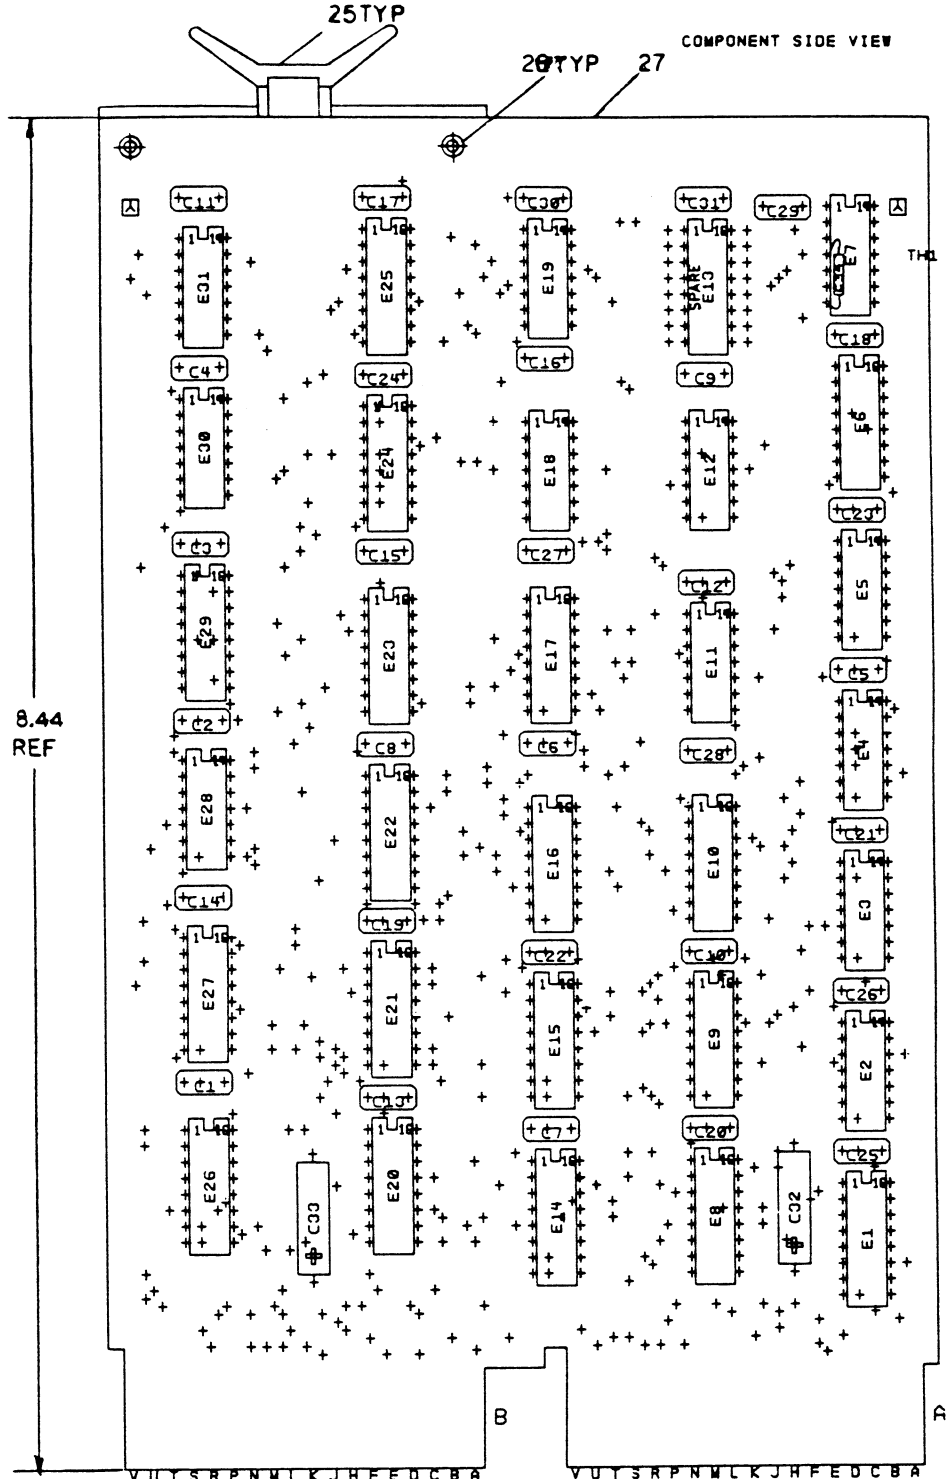 25TYP
COMPONENT SIDE VIEW
27
C11
C17
C30
C31
C29
E31
E25
E19
SPARE
E13
E7
TH1
C18
C4
C24
C16
C9
E30
E24
E18
E12
E6
C23
C3
C15
C27
C12
E29
E23
E17
E11
E5
C5
8.44
REF
C2
C8
C6
C28
E4
E28
E22
E16
E10
C21
C14
C19
C22
C10
E3
C26
E27
E21
E15
E9
E2
C1
C13
C7
C20
C25
E26
C33
E20
E14
E8
C32
E1
B
A
V U T S R P N M L K J H F E D C B A
V U T S R P N M L K J H F E D C B A